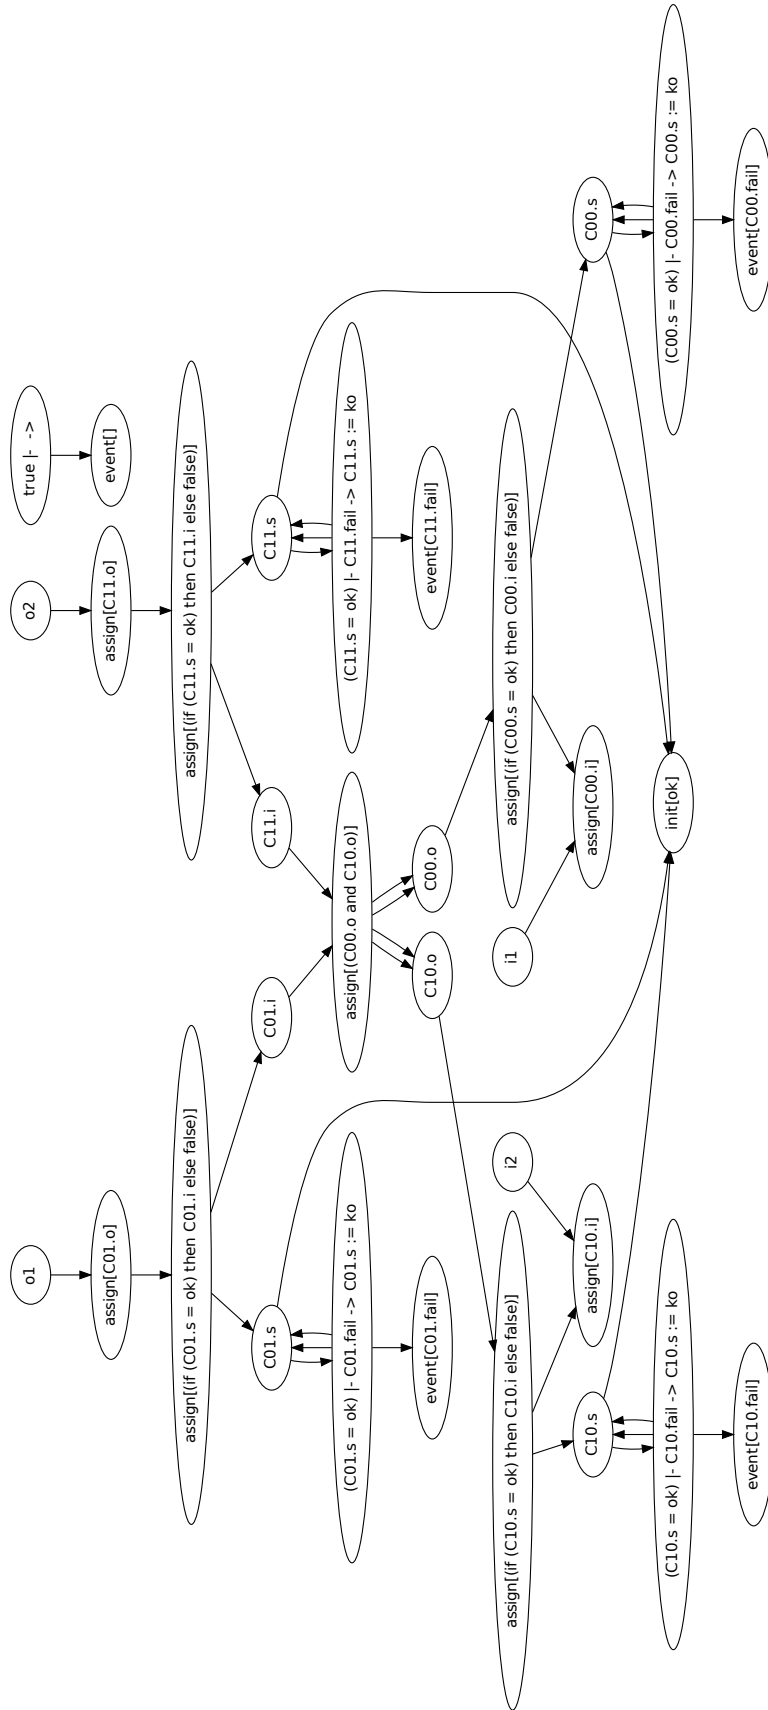 o1
o2
true |-  ->
assign[C01.o]
assign[C11.o]
event[]
assign[(if (C01.s = ok) then C01.i else false)]
assign[(if (C11.s = ok) then C11.i else false)]
C01.s
C01.i
C11.i
C11.s
(C01.s = ok) |- C01.fail -> C01.s := ko
assign[(C00.o and C10.o)]
(C11.s = ok) |- C11.fail -> C11.s := ko
event[C01.fail]
C10.o
C00.o
event[C11.fail]
assign[(if (C10.s = ok) then C10.i else false)]
i2
i1
assign[(if (C00.s = ok) then C00.i else false)]
C10.s
assign[C10.i]
assign[C00.i]
C00.s
(C10.s = ok) |- C10.fail -> C10.s := ko
init[ok]
(C00.s = ok) |- C00.fail -> C00.s := ko
event[C10.fail]
event[C00.fail]